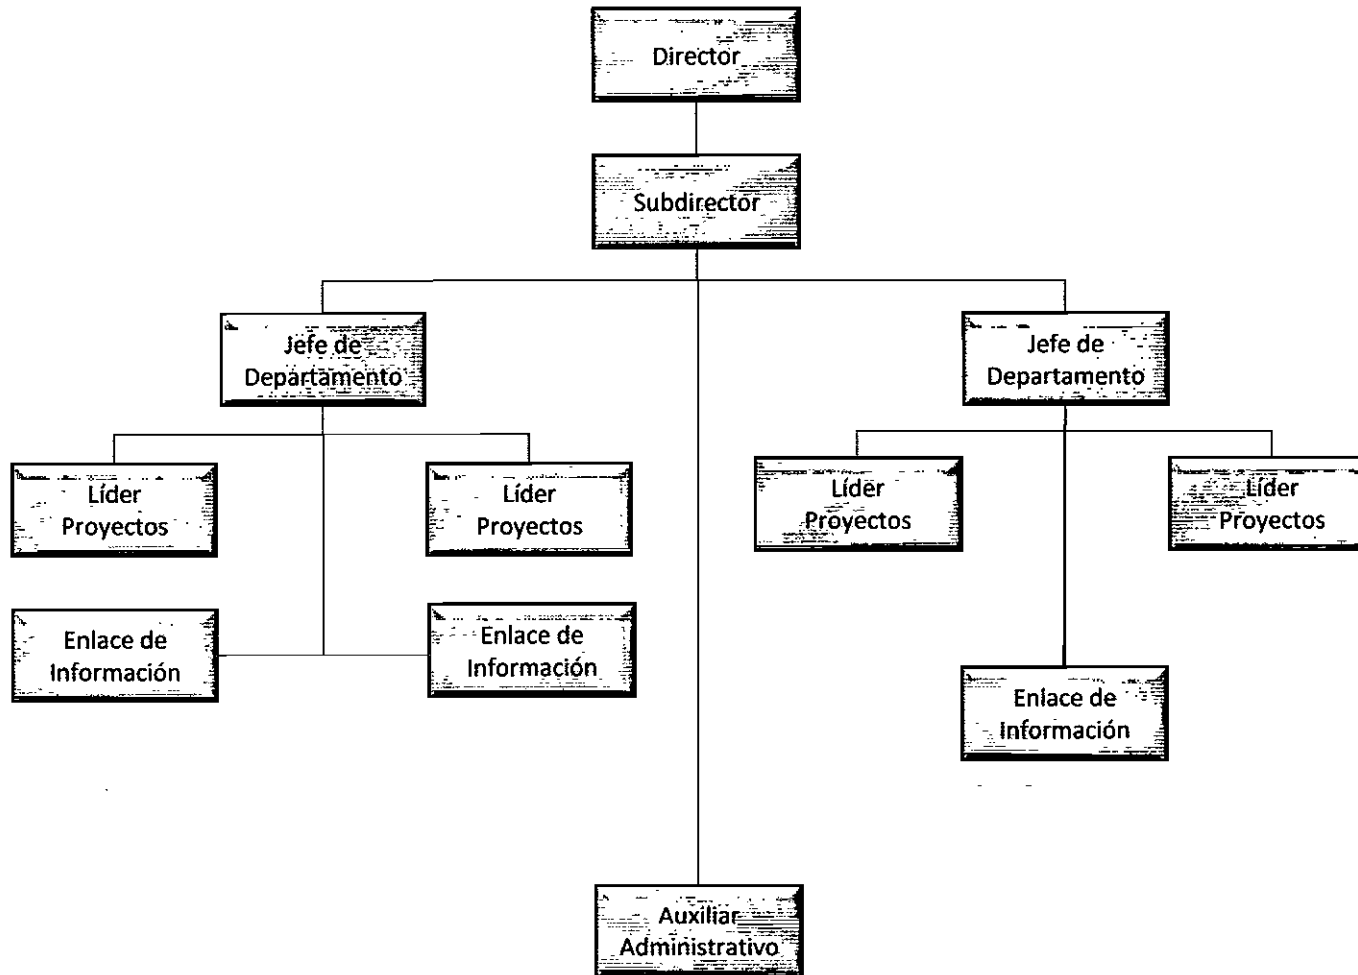 Director
Subdirector
Jefe de
Departamento
Jefe de
Departamento
Líder
Proyectos
Líder
Proyectos
Líder
Proyectos
Líder
Proyectos
Enlace de
Información
Enlace de
Información
Enlace de
Información
Auxiliar
Administrativo